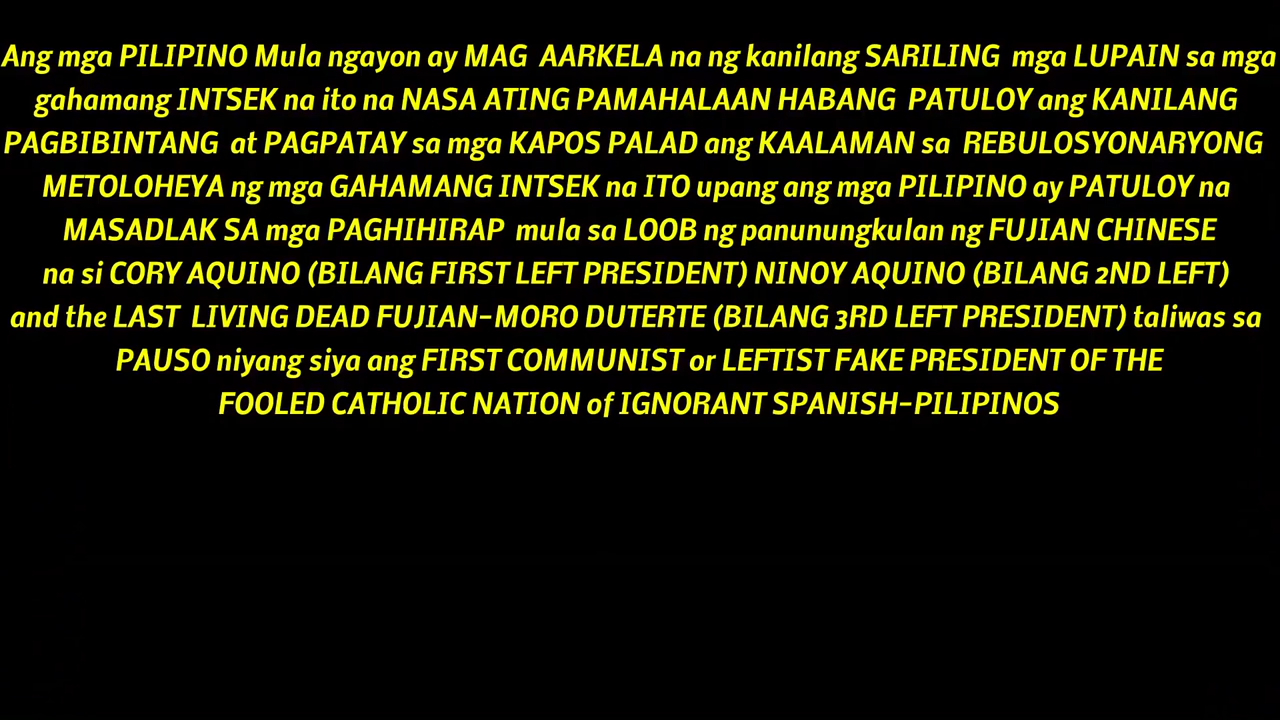 Ang mga PILIPINO Mula ngayon ay MAG AARKELA na ng kanilang SARILING mga LUPAIN sa mga
gahamang INTSEK na ito na NASA ATING PAMAHALAAN HABANG PATULOY ang KANILANG
PAGBIBINTANG at PAGPATAY sa mga KAPOS PALAD ang KAALAMAN sa REBULOSYONARYONG
METOLOHEYA ng mga GAHAMANG INTSEK na ITO upang ang mga PILIPINO ay PATULOY na
MASADLAK SA mga PAGHIHIRAP mula sa LOOB ng panunungkulan ng FUJIAN CHINESE
na si CORY AQUINO (BILANG FIRST LEFT PRESIDENT) NINOY AQUINO (BILANG 2ND LEFT)
and the LAST LIVING DEAD FUJIAN-MORO DUTERTE (BILANG 3RD LEFT PRESIDENT) taliwas sa
PAUSO niyang siya ang FIRST COMMUNIST or LEFTIST FAKE PRESIDENT OF THE
FOOLED CATHOLIC NATION of IGNORANT SPANISH-PILIPINOS